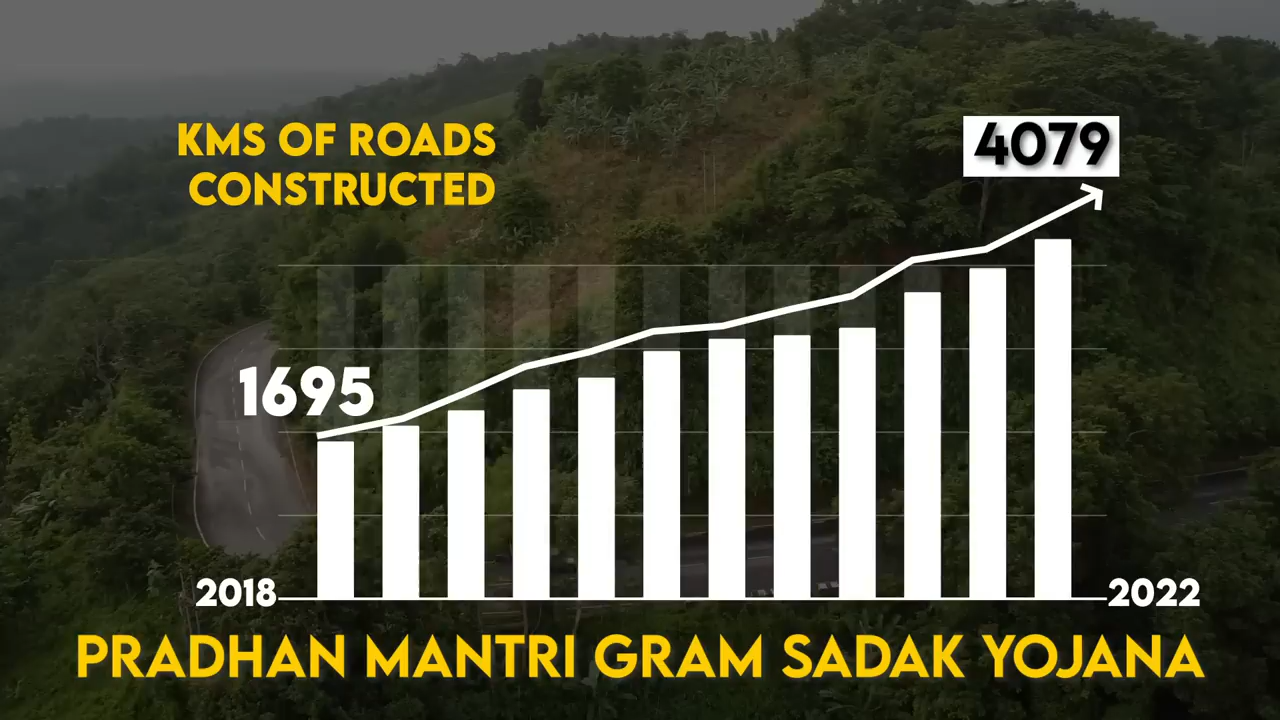 KMS OF ROADS
CONSTRUCTED
4079
1695
2018
2022
PRADHAN MANTRI GRAM SADAK YOJANA